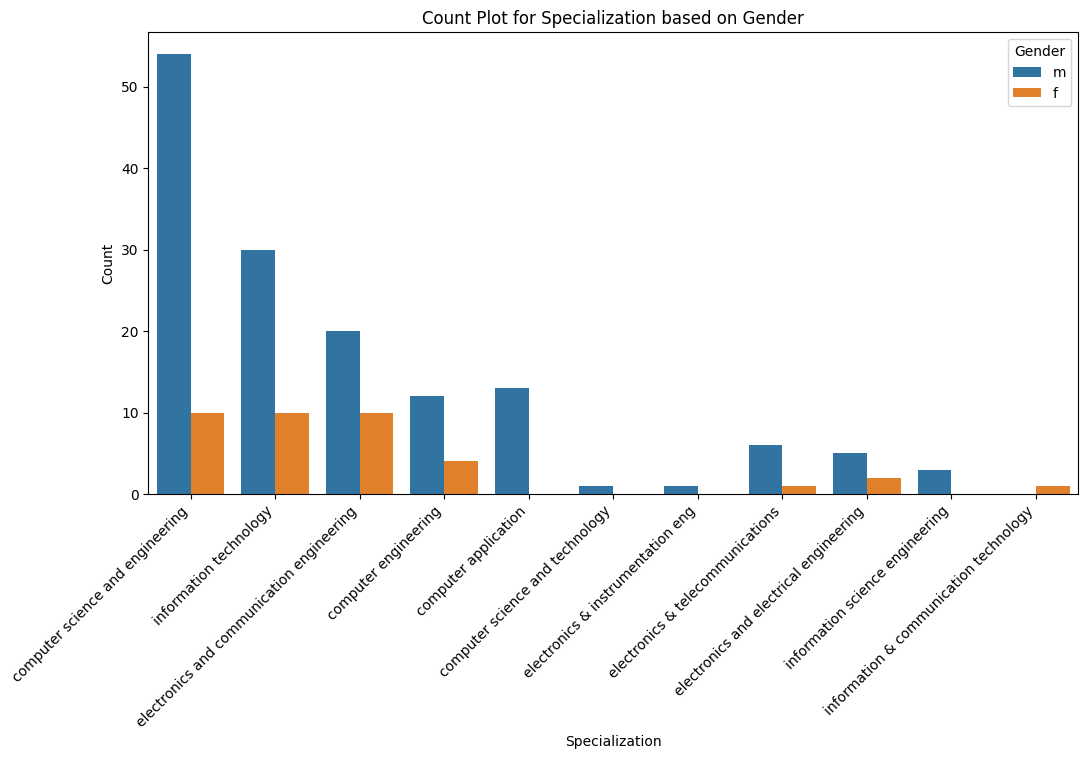 Count Plot for Specialization based on Gender
Gender
m
f
Count
50
40
30
20
10
0
computer science and engineering
information technology
electronics and communication engineering
computer engineering
computer application
computer science and technology
electronics & instrumentation eng
electronics & telecommunications
electronics and electrical engineering
information science engineering
information & communication technology
Specialization